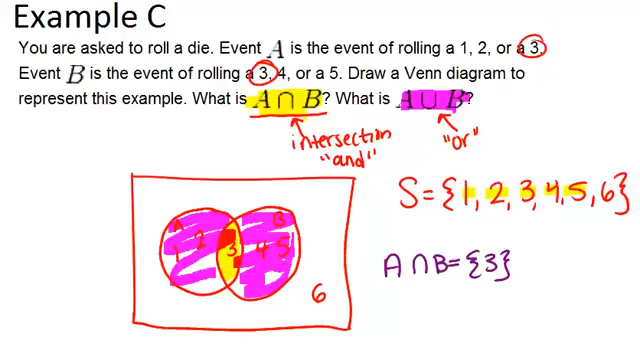 Example C
You are asked to roll a die. Event A is the event of rolling a 1, 2, or a 3.
Event B is the event of rolling a 3, 4, or a 5. Draw a Venn diagram to
represent this example. What is A ∩ B? What is A ∪ B?
intersection
"and"
"or"
S = {1, 2, 3, 4, 5, 6}
A B
1 2 3 4 5
6
A ∩ B = {3}